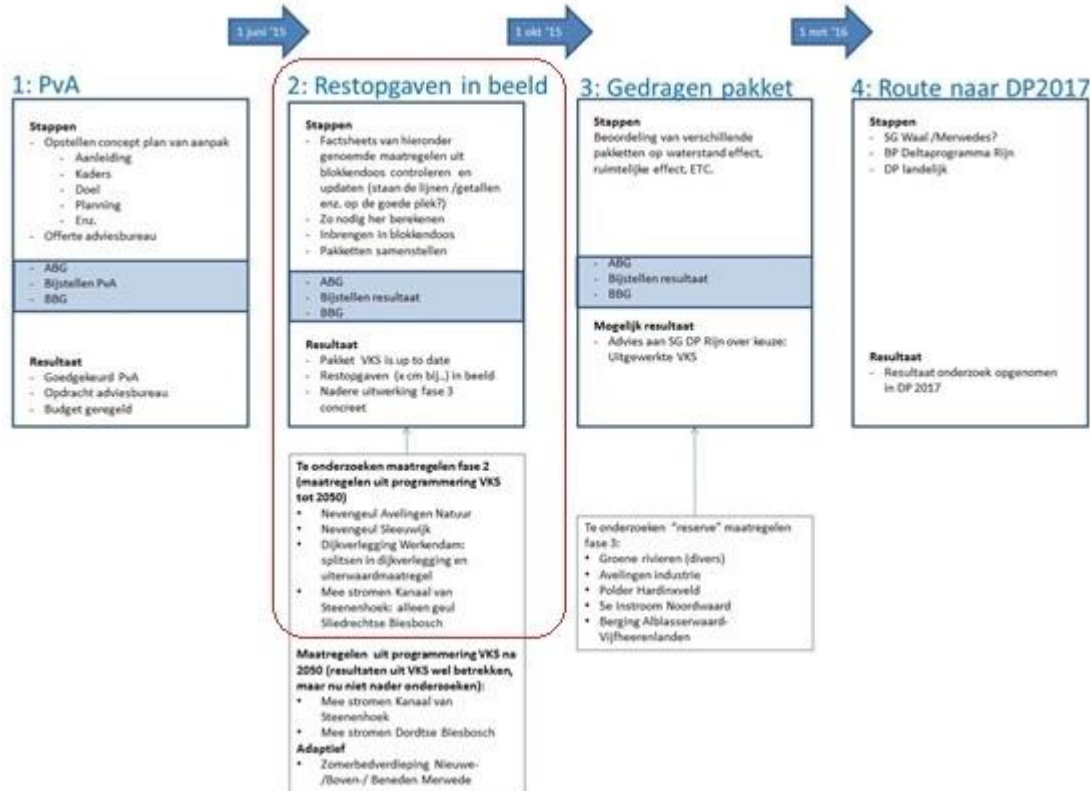 1 juni '15
1 okt '15
1 mrt '16
1: PvA
Stappen
- Opstellen concept plan van aanpak
- Aanleiding
- Kaders
- Doel
- Planning
- Enz.
- Offerte adviesbureau
- ABG
- Bijstellen PvA
- BBG
Resultaat
- Goedgekeurd PvA
- Opdracht adviesbureau
- Budget geregeld
2: Restopgaven in beeld
Stappen
- Factsheets van hieronder
genoemde maatregelen uit
blokkendoos controleren en
updaten (staan de lijnen /getallen
enz. op de goede plek?)
- Zo nodig her berekenen
- Inbrengen in blokkendoos
- Pakketten samenstellen
- ABG
- Bijstellen resultaat
- BBG
Resultaat
- Pakket VKS is up to date
- Restopgaven (x cm bij..) in beeld
- Nadere uitwerking fase 3
concreet
Te onderzoeken maatregelen fase 2
(maatregelen uit programmering VKS
tot 2050)
• Nevengeul Avelingen Natuur
• Nevengeul Sleeuwijk
• Dijkverlegging Werkendam:
splitsen in dijkverlegging en
uiterwaardmaatregel
• Mee stromen Kanaal van
Steenenhoek: alleen geul
Sliedrechtse Biesbosch
Maatregelen uit programmering VKS na
2050 (resultaten uit VKS wel betrekken,
maar nu niet nader onderzoeken):
• Mee stromen Kanaal van
Steenenhoek
• Mee stromen Dordtse Biesbosch
Adaptief
• Zomerbedverdieping Nieuwe-
/Boven-/ Beneden Merwede
3: Gedragen pakket
Stappen
Beoordeling van verschillende
pakketten op waterstand effect,
ruimtelijke effect, ETC.
- ABG
- Bijstellen resultaat
- BBG
Mogelijk resultaat
- Advies aan SG DP Rijn over keuze:
Uitgewerkte VKS
Te onderzoeken "reserve" maatregelen
fase 3:
• Groene rivieren (divers)
• Avelingen industrie
• Polder Hardinxveld
• 5e Instroom Noordwaard
• Berging Alblasserwaard-
Vijfheerenlanden
4: Route naar DP2017
Stappen
- SG Waal /Merwedes?
- BP Deltaprogramma Rijn
- DP landelijk
Resultaat
- Resultaat onderzoek opgenomen
in DP 2017